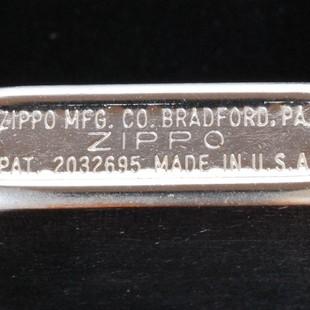 ZIPPO MFG. CO. BRADFORD, PA.
ZIPPO
PAT. 2032695 MADE IN U.S.A.